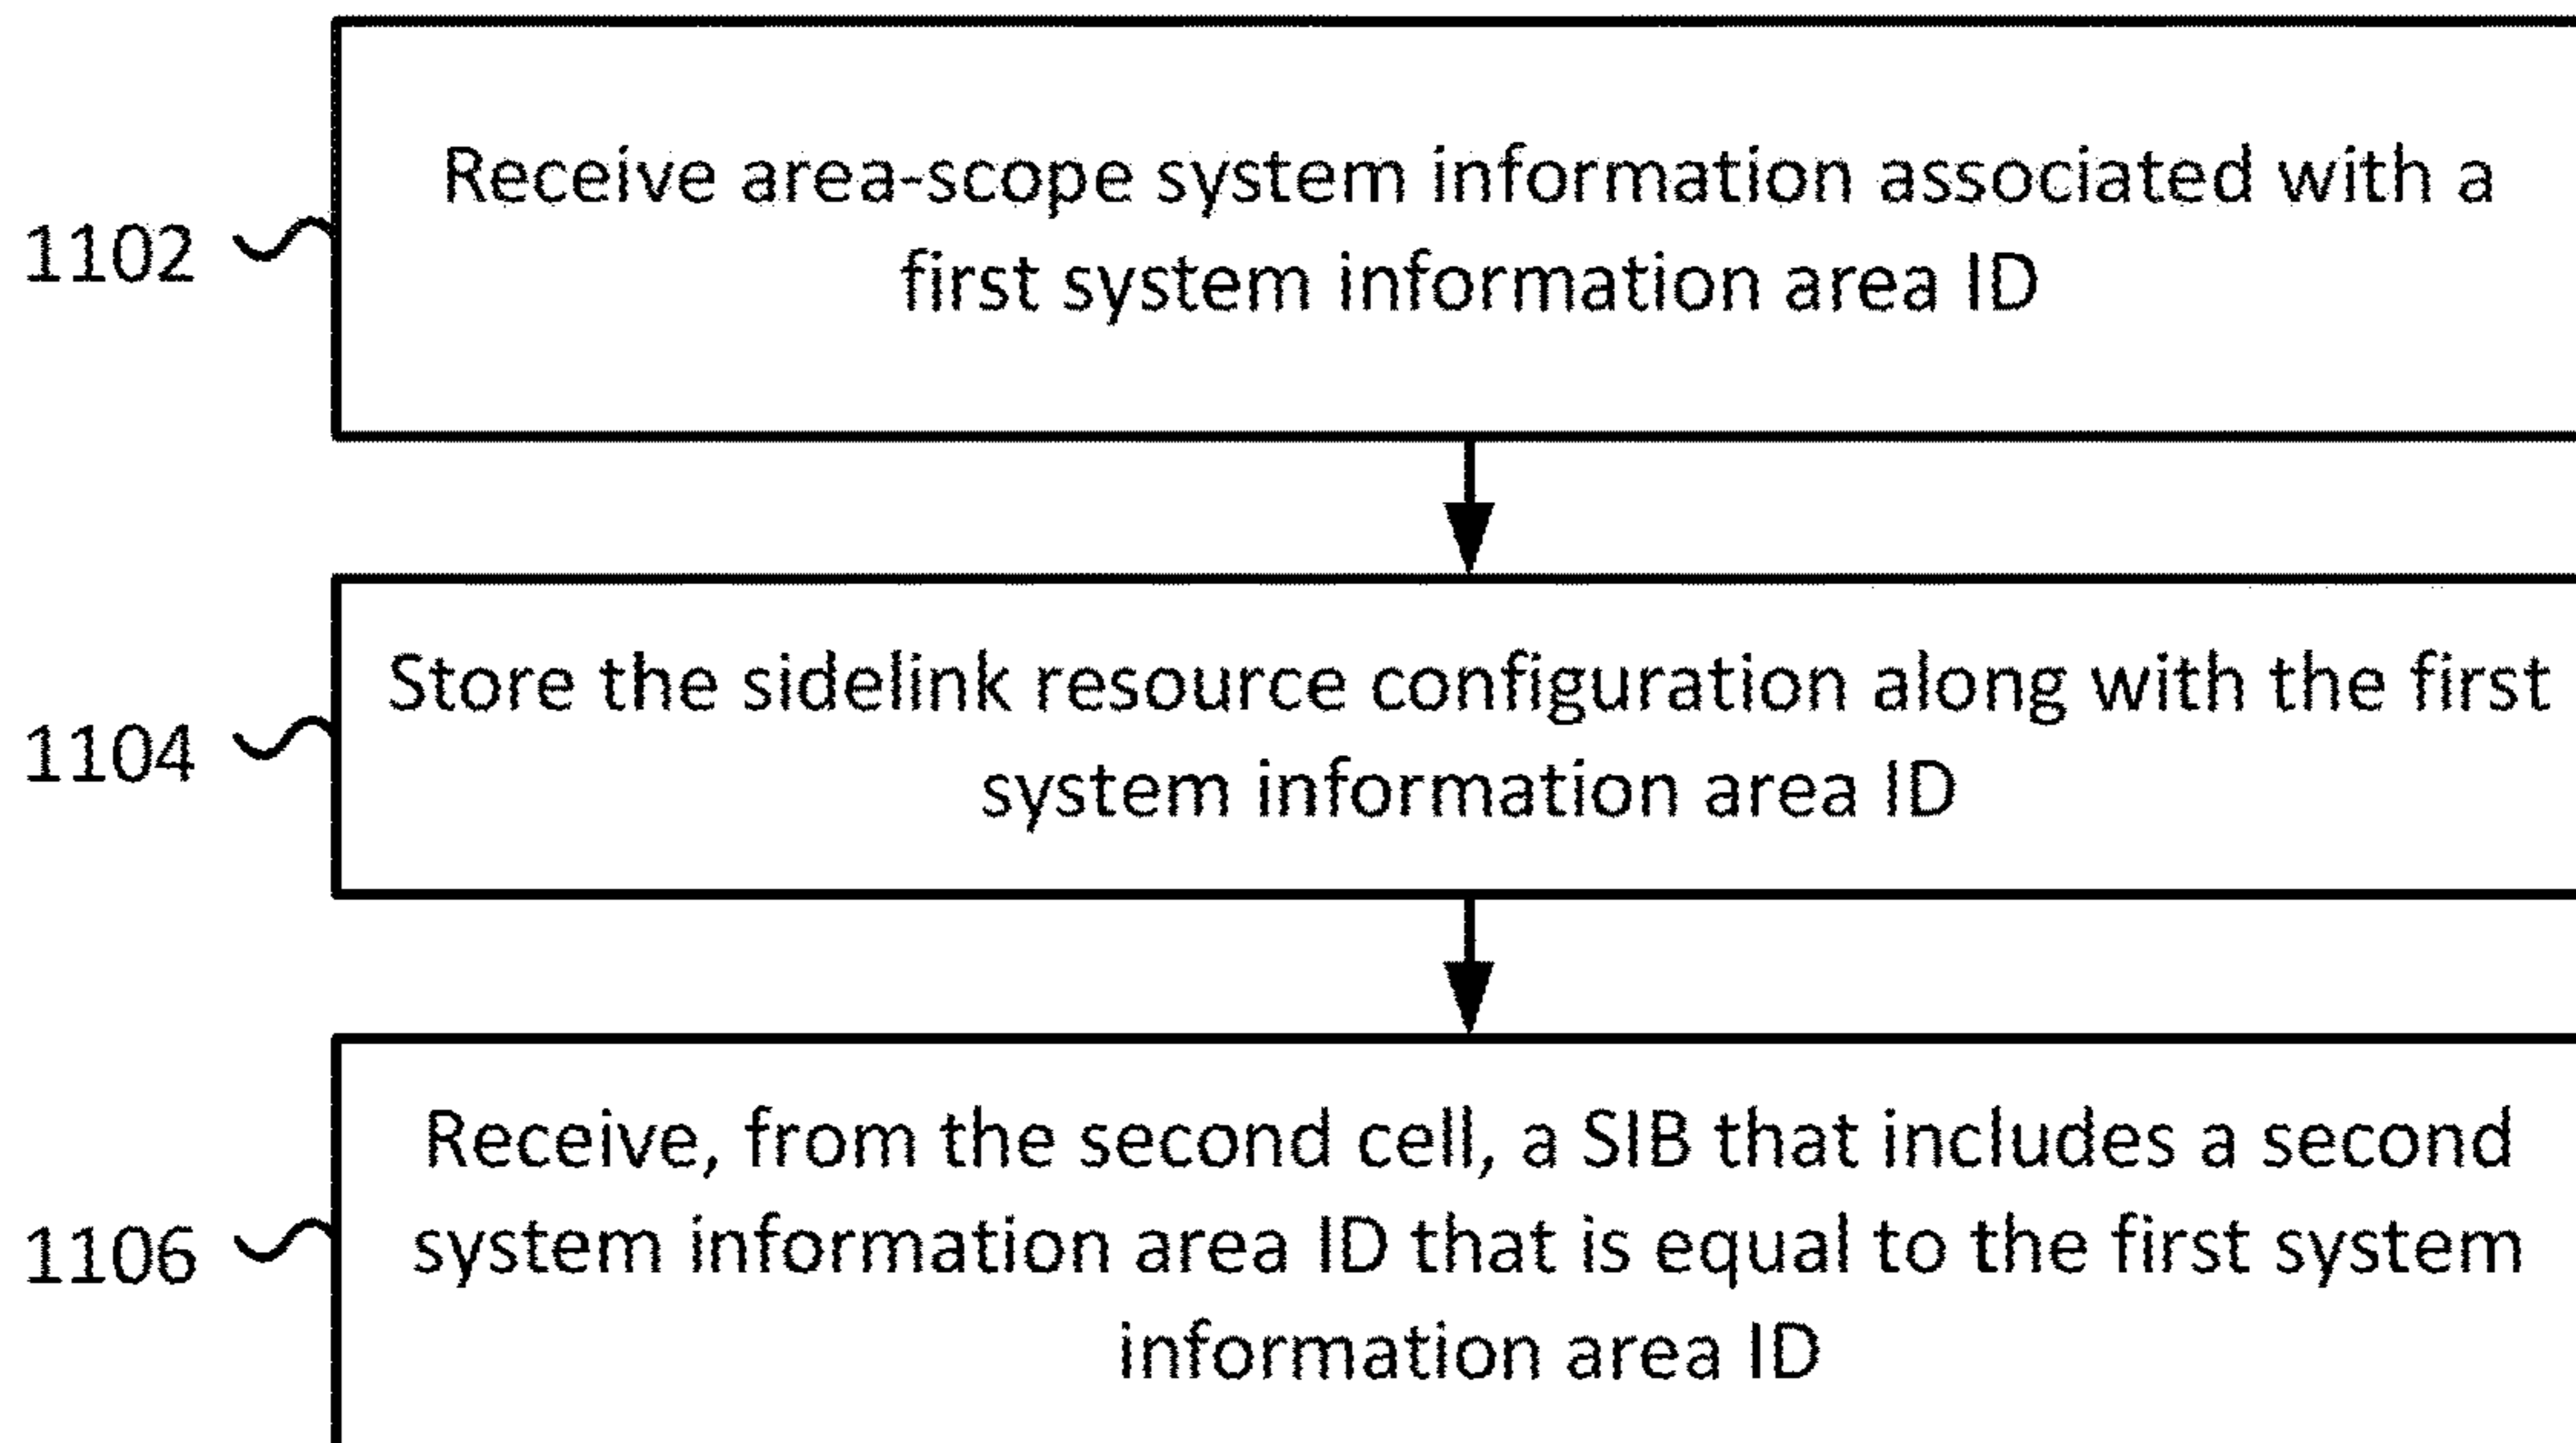 Receive area-scope system information associated with a
first system information area ID
1102
Store the sidelink resource configuration along with the first
system information area ID
1104
Receive, from the second cell, a SIB that includes a second
system information area ID that is equal to the first system
information area ID
1106